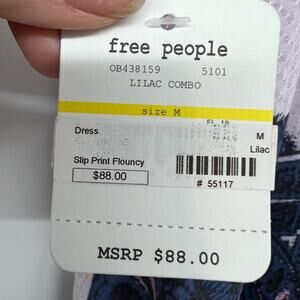 free people
OB438159 5101
LILAC COMBO
size M
Dress M
Lilac
Slip Print Flouncy
$88.00
# 55117
MSRP $88.00